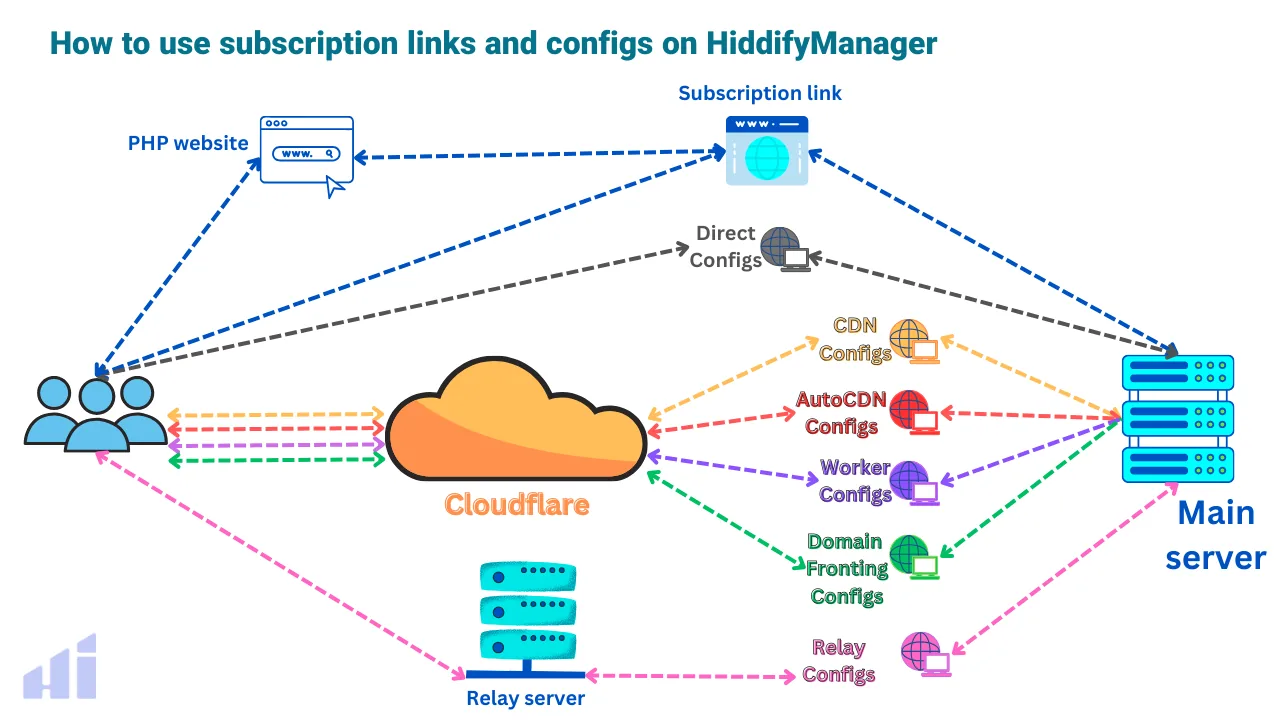 How to use subscription links and configs on HiddifyManager
Subscription link
PHP website
www.
www.
Direct
Configs
CDN
Configs
AutoCDN
Configs
Worker
Configs
Cloudflare
Main
server
Domain
Fronting
Configs
Relay
Configs
Relay server